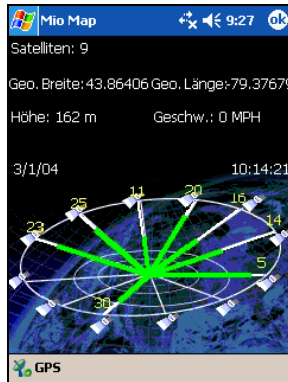 Mio Map 9:27 ok
Satelliten: 9
Geo. Breite: 43.86406 Geo. Länge:-79.37679
Höhe: 162 m Geschw.: 0 MPH
3/1/04 10:14:21
11 20
25 16
23 14
5
30
GPS